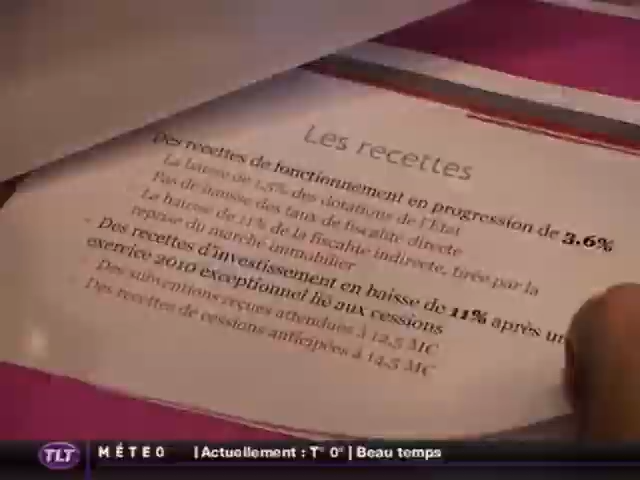 Les recettes
Des recettes de fonctionnement en progression de 3.6%
La baisse de 1,5% des dotations de l'Etat
Pas de hausse des taux de fiscalité directe
La hausse de 11% de la fiscalité indirecte, tirée par la
reprise du marché immobilier
- Des recettes d'investissement en baisse de 11% après un
exercice 2010 exceptionnel lié aux cessions
Des subventions reçues attendues à 12,5 M€
Des recettes de cessions anticipées à 14,5 M€
TLT MÉTEO | Actuellement : T° 0° | Beau temps